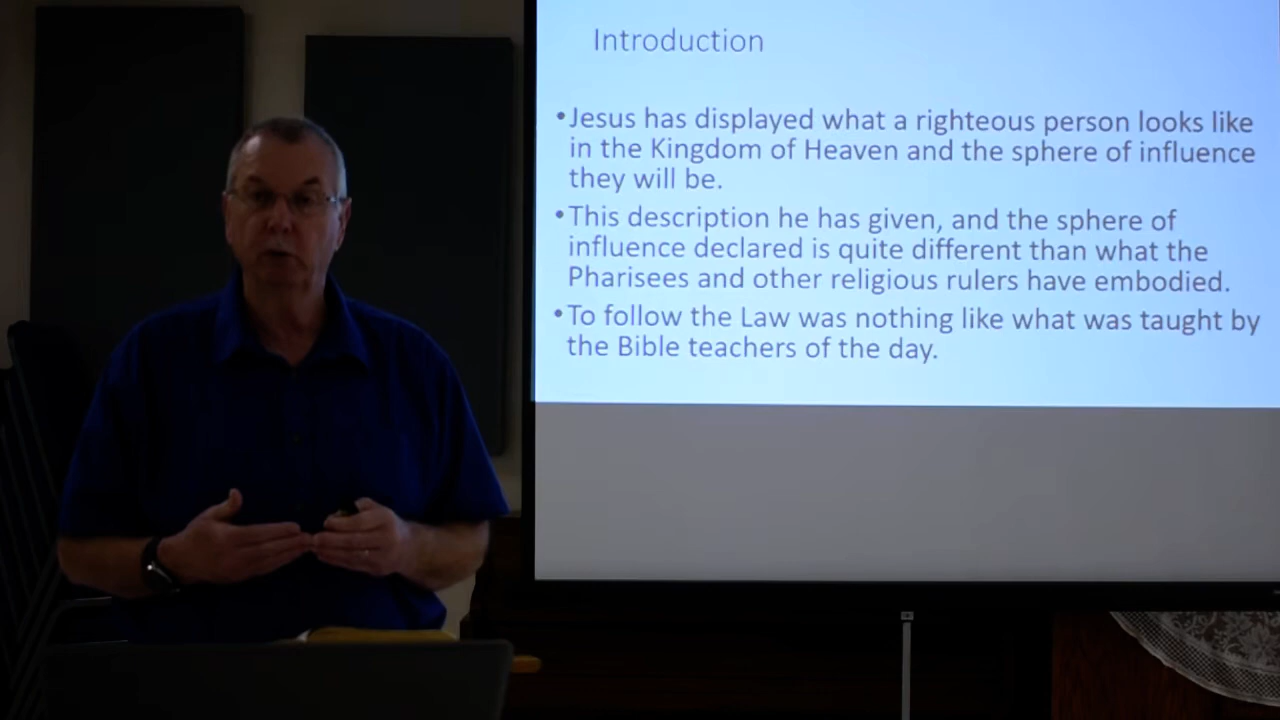 Introduction
•Jesus has displayed what a righteous person looks like
in the Kingdom of Heaven and the sphere of influence
they will be.
•This description he has given, and the sphere of
influence declared is quite different than what the
Pharisees and other religious rulers have embodied.
•To follow the Law was nothing like what was taught by
the Bible teachers of the day.